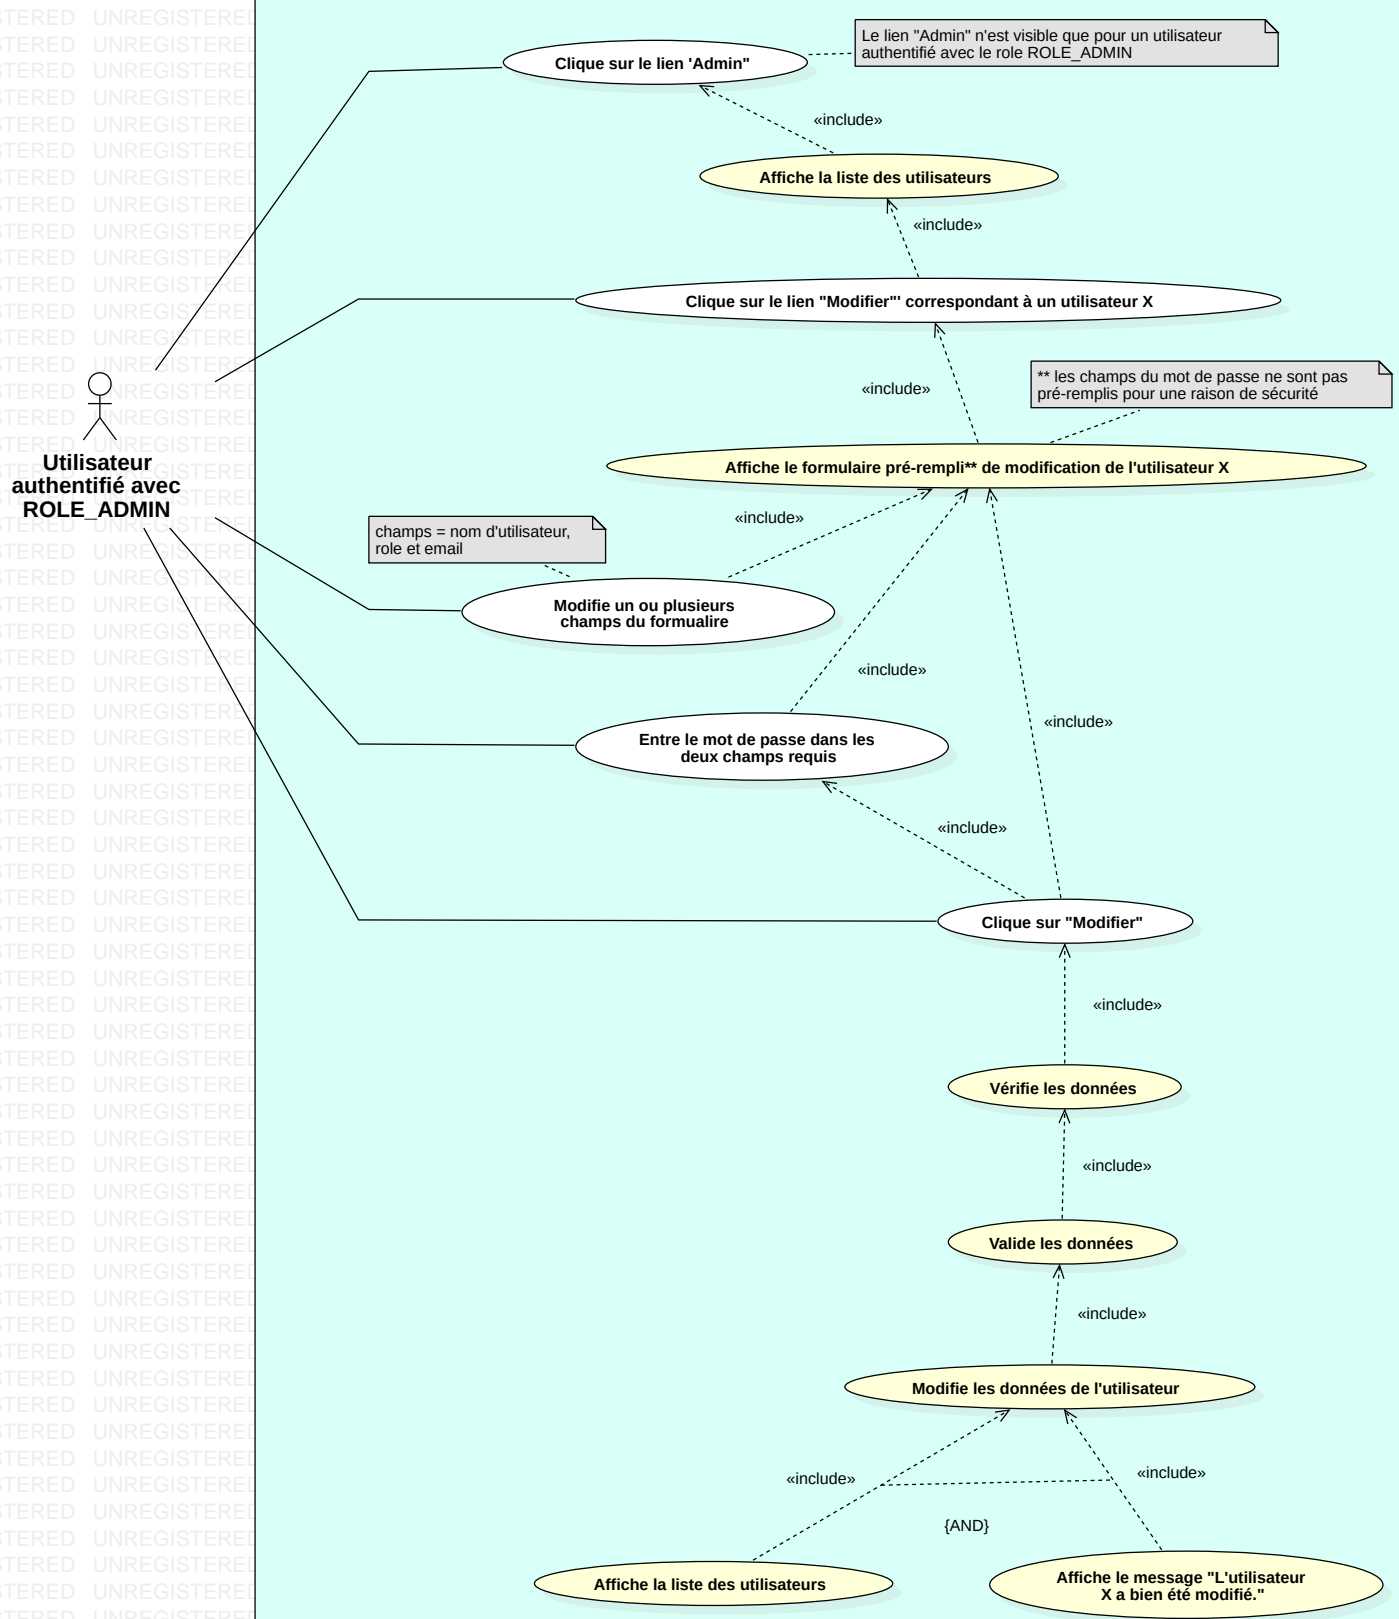 Le lien "Admin" n'est visible que pour un utilisateur
authentifié avec le role ROLE_ADMIN
Clique sur le lien 'Admin"
«include»
Affiche la liste des utilisateurs
«include»
Clique sur le lien "Modifier"' correspondant à un utilisateur X
** les champs du mot de passe ne sont pas
pré-remplis pour une raison de sécurité
«include»
Affiche le formulaire pré-rempli** de modification de l'utilisateur X
Utilisateur
authentifié avec
ROLE_ADMIN
«include»
champs = nom d'utilisateur,
role et email
Modifie un ou plusieurs
champs du formualire
«include»
«include»
Entre le mot de passe dans les
deux champs requis
«include»
Clique sur "Modifier"
«include»
Vérifie les données
«include»
Valide les données
«include»
Modifie les données de l'utilisateur
«include»
«include»
{AND}
Affiche la liste des utilisateurs
Affiche le message "L'utilisateur
X a bien été modifié."
UNREGISTERED